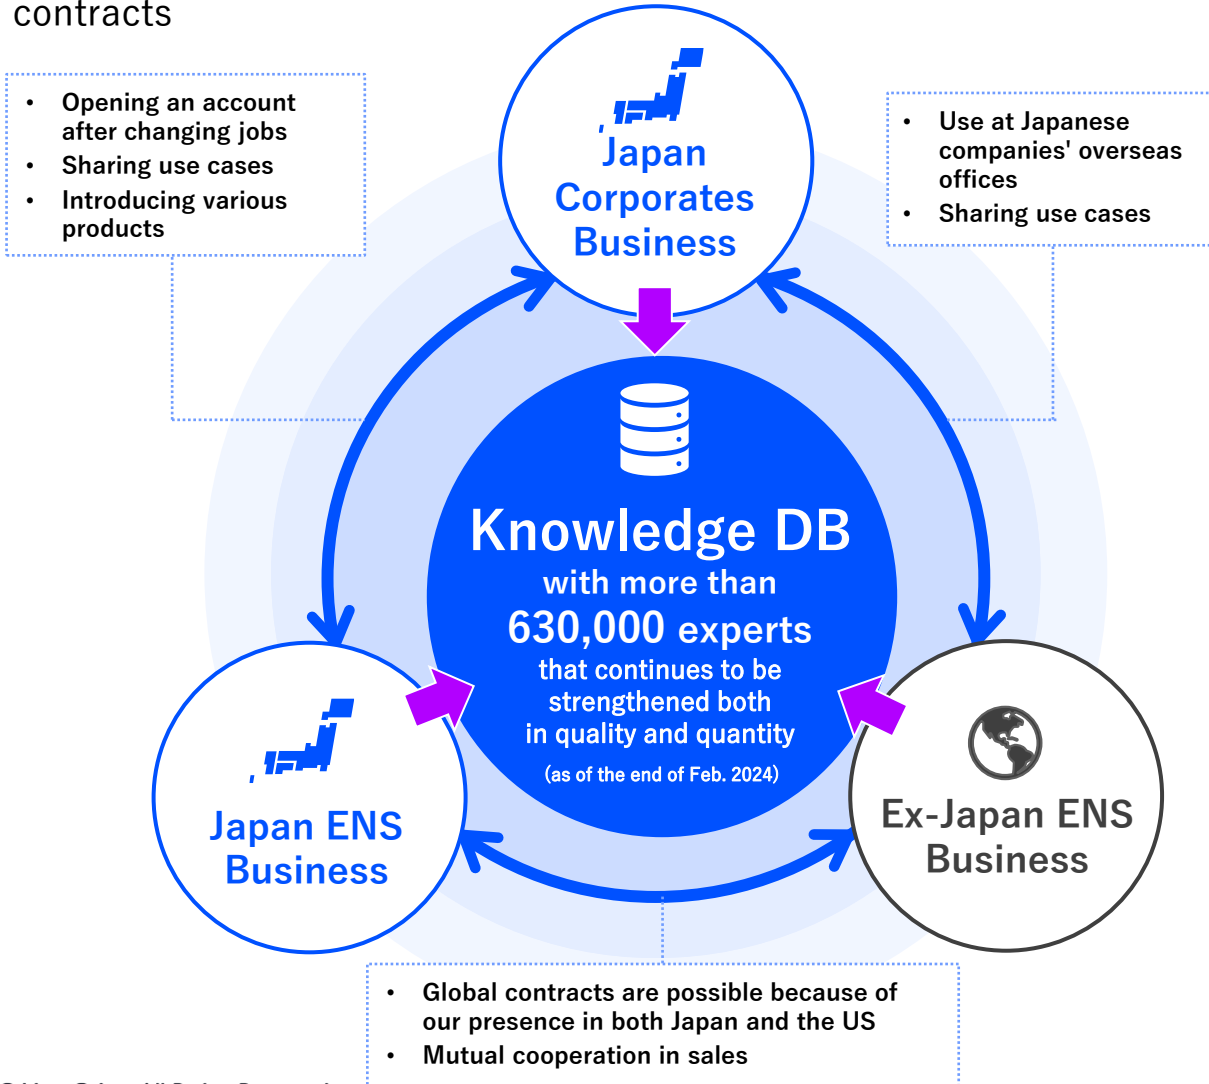 contracts
• Opening an account
after changing jobs
• Sharing use cases
• Introducing various
products
Japan
Corporates
Business
• Use at Japanese
companies' overseas
offices
• Sharing use cases
Knowledge DB
with more than
630,000 experts
that continues to be
strengthened both
in quality and quantity
(as of the end of Feb. 2024)
Japan ENS
Business
Ex-Japan ENS
Business
• Global contracts are possible because of
our presence in both Japan and the US
• Mutual cooperation in sales